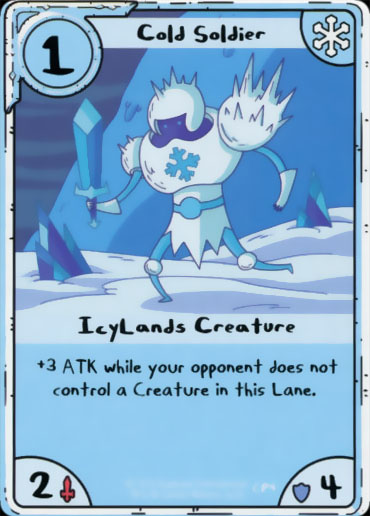 1
Cold Soldier
IcyLands Creature
+3 ATK while your opponent does not
control a Creature in this Lane.
2
4